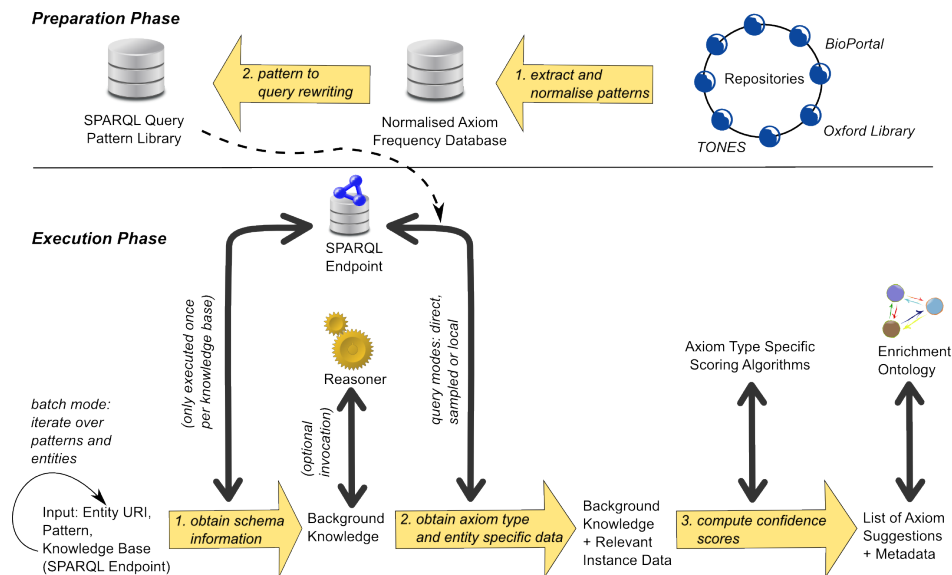 Preparation Phase
SPARQL Query
Pattern Library
2. pattern to
query rewriting
Normalised Axiom
Frequency Database
1. extract and
normalise patterns
Repositories
BioPortal
Oxford Library
TONES
Execution Phase
SPARQL
Endpoint
(only executed once
per knowledge base)
Reasoner
(optional
invocation)
query modes: direct,
sampled or local
Axiom Type Specific
Scoring Algorithms
Enrichment
Ontology
batch mode:
iterate over
patterns and
entities
Input: Entity URI,
Pattern,
Knowledge Base
(SPARQL Endpoint)
1. obtain schema
information
Background
Knowledge
2. obtain axiom type
and entity specific data
Background
Knowledge
+ Relevant
Instance Data
3. compute confidence
scores
List of Axiom
Suggestions
+ Metadata